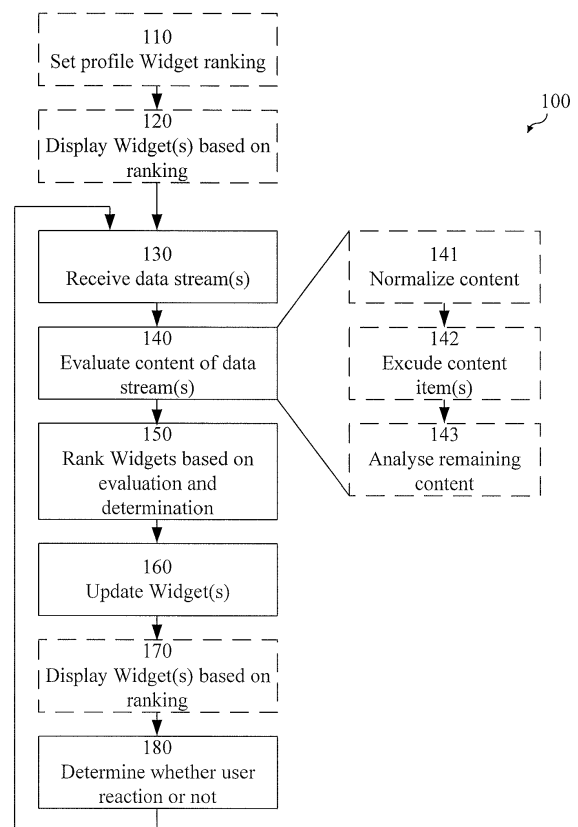 110
Set profile Widget ranking
100
120
Display Widget(s) based on
ranking
130
Receive data stream(s)
140
Evaluate content of data
stream(s)
150
Rank Widgets based on
evaluation and
determination
160
Update Widget(s)
170
Display Widget(s) based on
ranking
180
Determine whether user
reaction or not
141
Normalize content
142
Excude content
item(s)
143
Analyse remaining
content